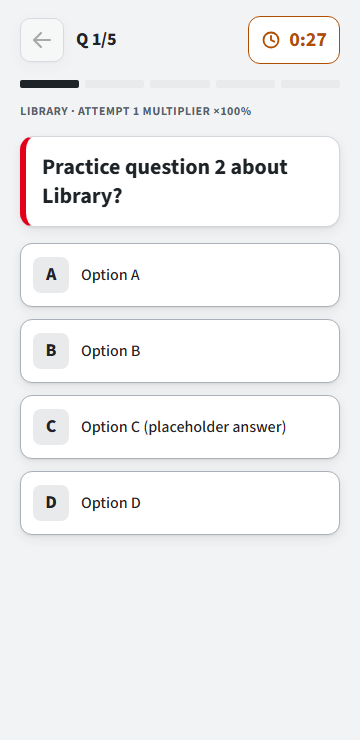 Q 1/5
0:27
LIBRARY · ATTEMPT 1 MULTIPLIER ×100%
Practice question 2 about
Library?
A Option A
B Option B
C Option C (placeholder answer)
D Option D